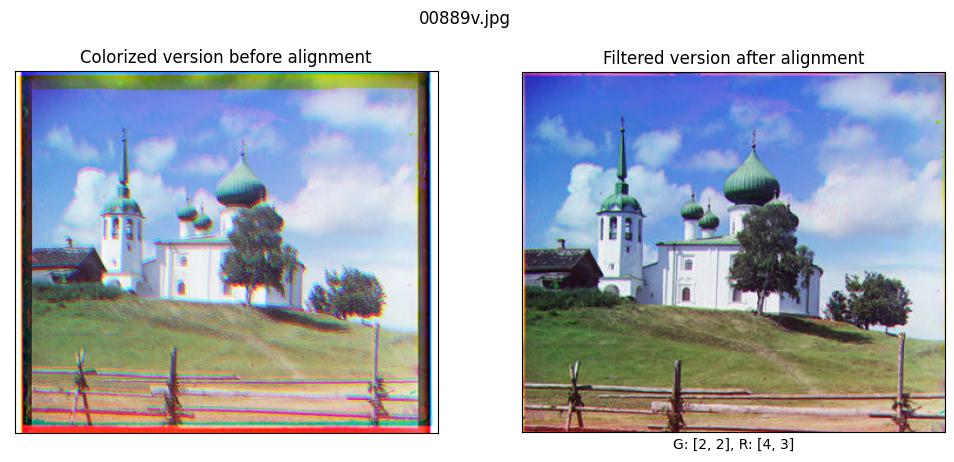 00889v.jpg
Colorized version before alignment
Filtered version after alignment
G: [2, 2], R: [4, 3]